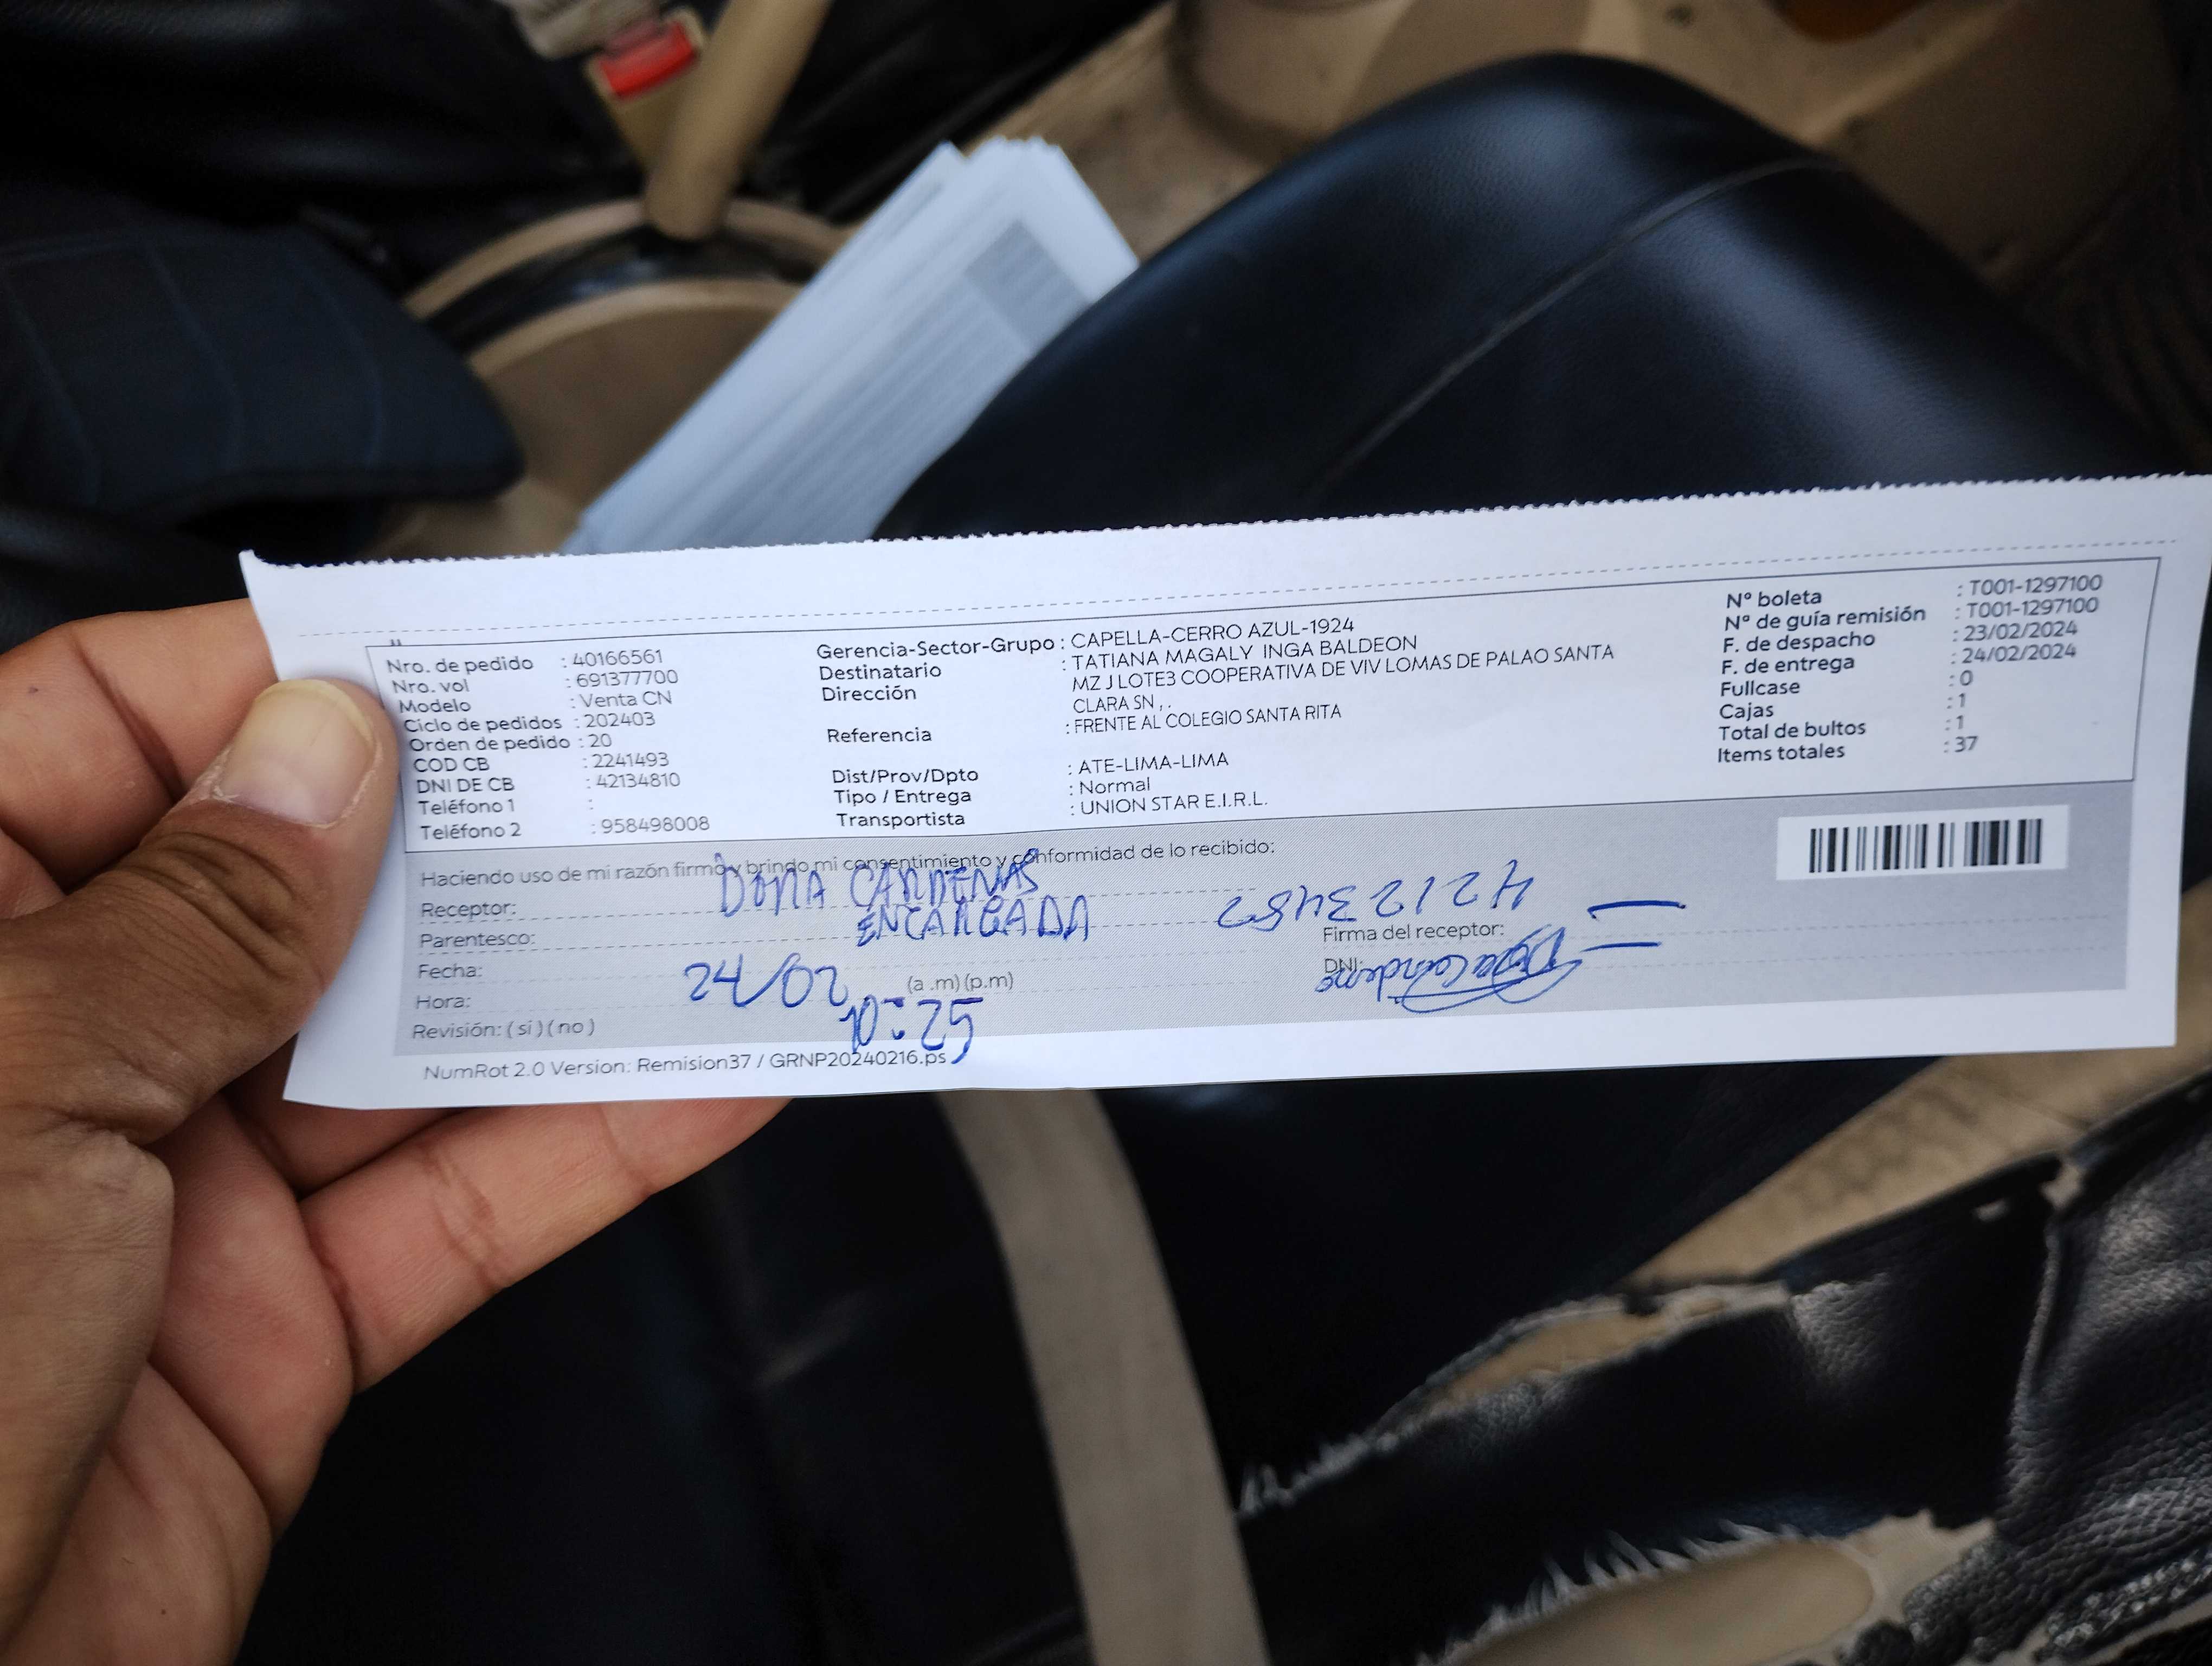 Nro. de pedido : 40166561
Nro. vol : 691377700
Modelo : Venta CN
Ciclo de pedidos : 202403
Orden de pedido : 20
COD CB : 2241493
DNI DE CB : 42134810
Teléfono 1 :
Teléfono 2 : 958498008
Gerencia-Sector-Grupo : CAPELLA-CERRO AZUL-1924
Destinatario : TATIANA MAGALY INGA BALDEON
Dirección MZ J LOTE3 COOPERATIVA DE VIV LOMAS DE PALAO SANTA
CLARA SN , .
Referencia : FRENTE AL COLEGIO SANTA RITA
Dist/Prov/Dpto : ATE-LIMA-LIMA
Tipo / Entrega : Normal
Transportista : UNION STAR E.I.R.L.
Nº boleta : T001-1297100
Nº de guía remisión : T001-1297100
F. de despacho : 23/02/2024
F. de entrega : 24/02/2024
Fullcase : 0
Cajas : 1
Total de bultos : 1
Items totales : 37
Haciendo uso de mi razón firmo y brindo mi consentimiento y conformidad de lo recibido:
Receptor: DORA CARDENAS
Parentesco: ENCARGADA
Fecha: 24/02
Hora: 10:25 (a .m) (p.m)
Revisión: ( si ) ( no )
Firma del receptor:
DNI:
NumRot 2.0 Version: Remision37 / GRNP20240216.ps